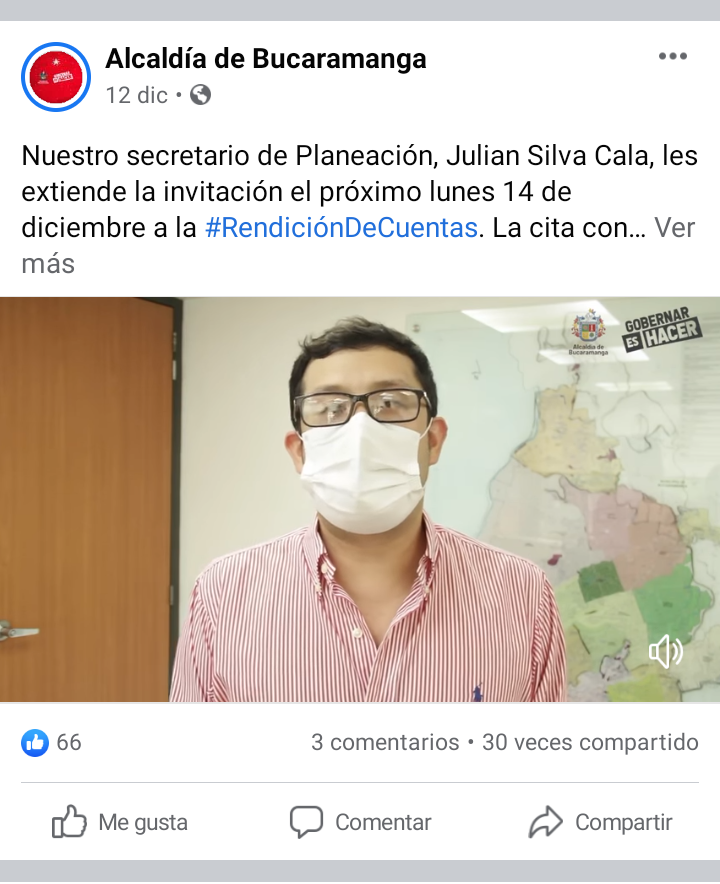 Alcaldía de Bucaramanga
12 dic •
Nuestro secretario de Planeación, Julian Silva Cala, les
extiende la invitación el próximo lunes 14 de
diciembre a la #RendiciónDeCuentas. La cita con... Ver
más
Alcaldía de
Bucaramanga
GOBERNAR
ES HACER
66
3 comentarios • 30 veces compartido
Me gusta
Comentar
Compartir